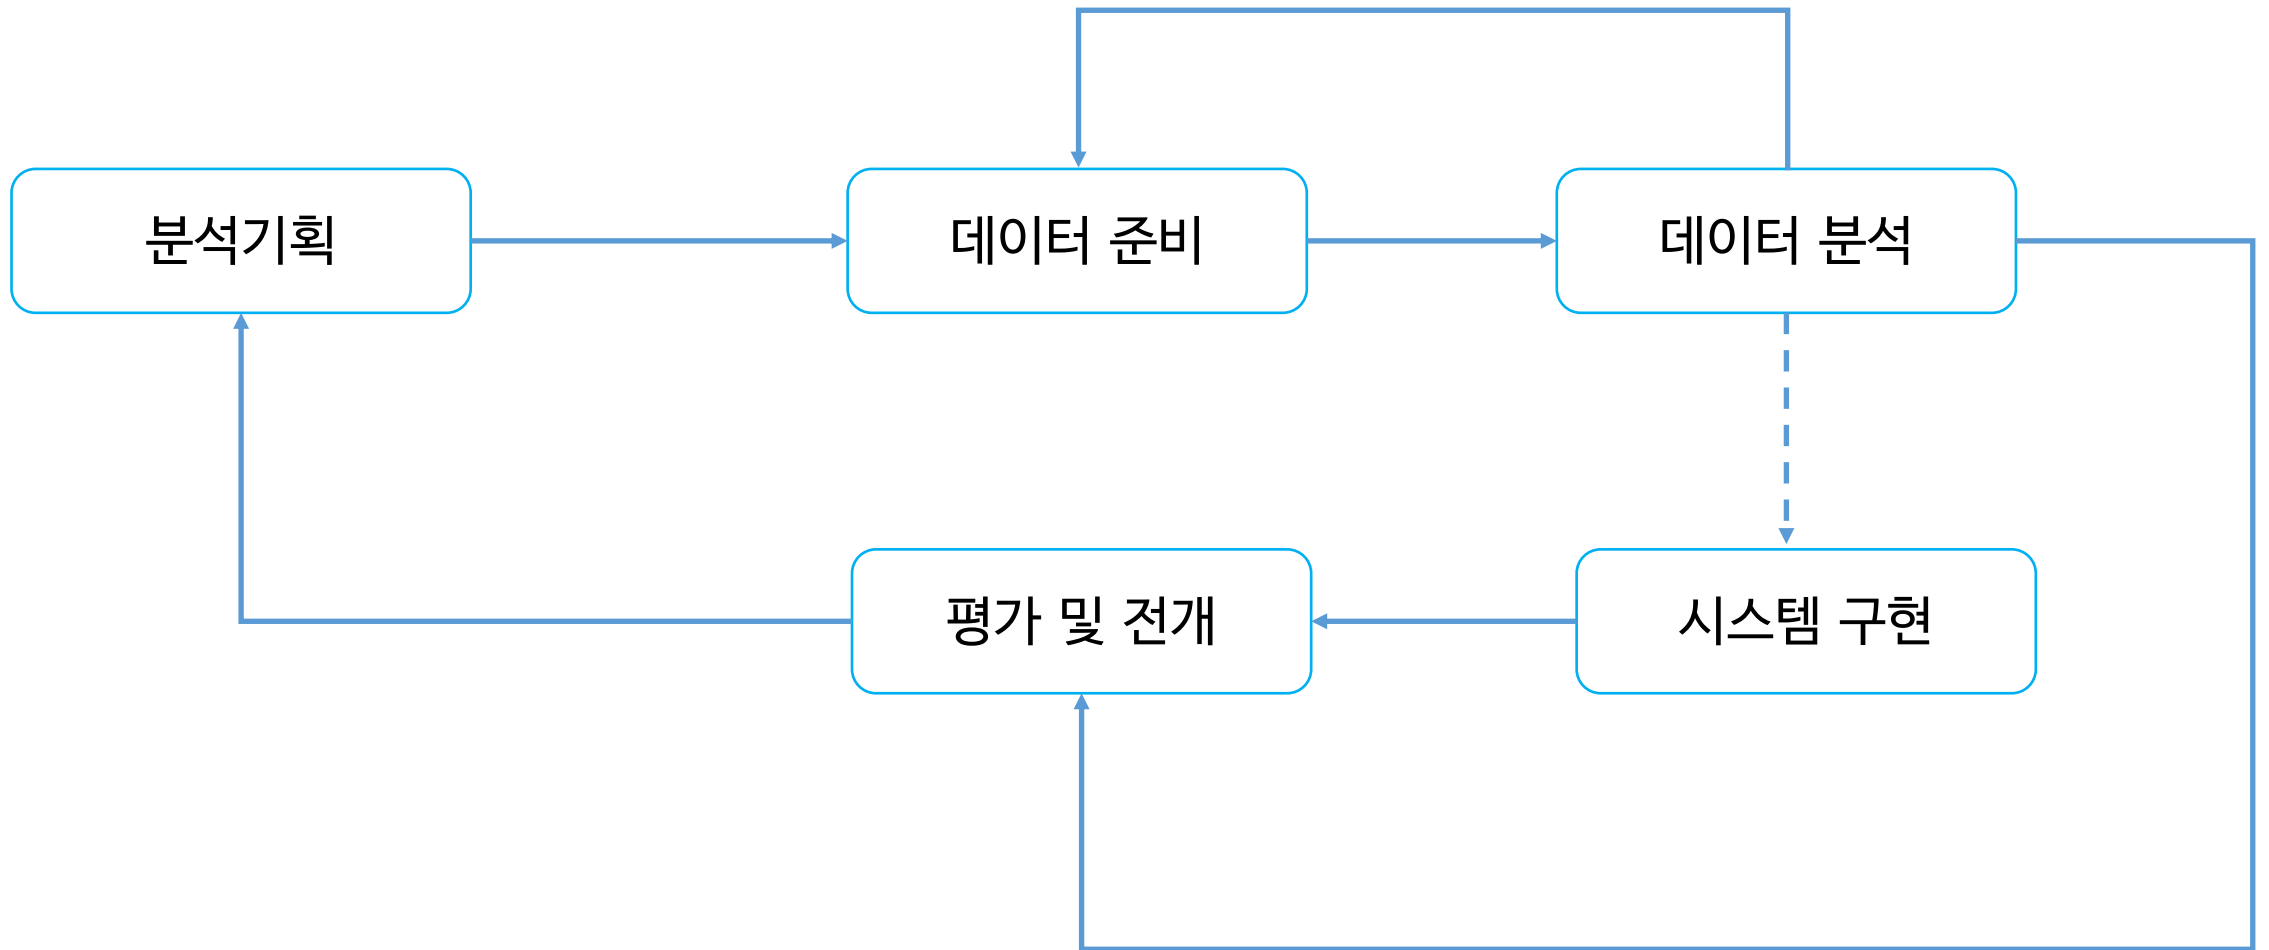 분석기획
데이터 준비
데이터 분석
평가 및 전개
시스템 구현